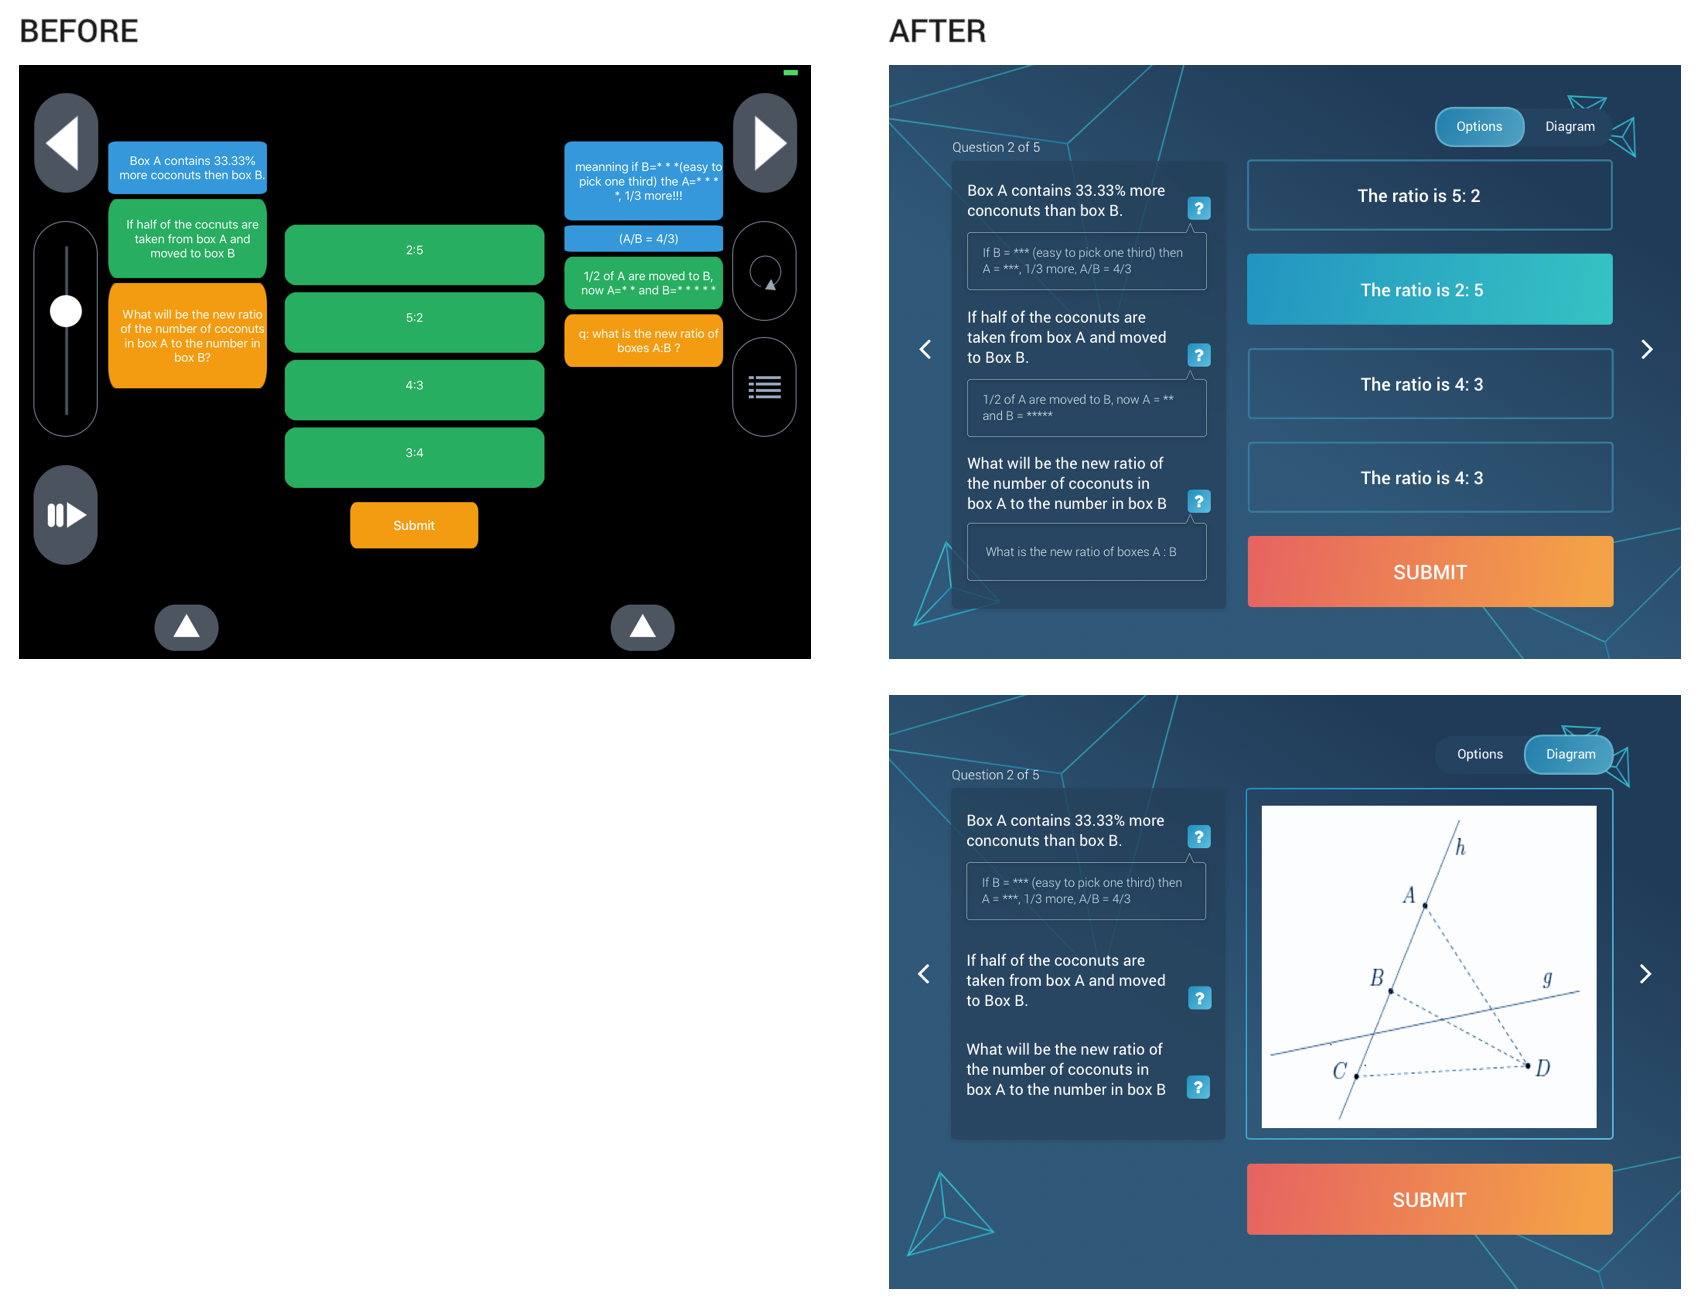 BEFORE
Box A contains 33.33%
more coconuts then box B.
If half of the cocnuts are
taken from box A and
moved to box B
What will be the new ratio
of the number of coconuts
in box A to the number in
box B?
2:5
5:2
4:3
3:4
Submit
meanning if B=* * *(easy to
pick one third) the A=* * *
*, 1/3 more!!!
(A/B = 4/3)
1/2 of A are moved to B,
now A=* * and B=* * * * *
q: what is the new ratio of
boxes A:B ?
AFTER
Options
Diagram
Question 2 of 5
Box A contains 33.33% more
conconuts than box B.
?
If B = *** (easy to pick one third) then
A = ***, 1/3 more, A/B = 4/3
If half of the coconuts are
taken from box A and moved
to Box B.
?
1/2 of A are moved to B, now A = **
and B = *****
What will be the new ratio of
the number of coconuts in
box A to the number in box B
?
What is the new ratio of boxes A : B
The ratio is 5: 2
The ratio is 2: 5
The ratio is 4: 3
The ratio is 4: 3
SUBMIT
Options
Diagram
Question 2 of 5
Box A contains 33.33% more
conconuts than box B.
?
If B = *** (easy to pick one third) then
A = ***, 1/3 more, A/B = 4/3
If half of the coconuts are
taken from box A and moved
to Box B.
?
What will be the new ratio of
the number of coconuts in
box A to the number in box B
?
h
A
B
g
C
D
SUBMIT